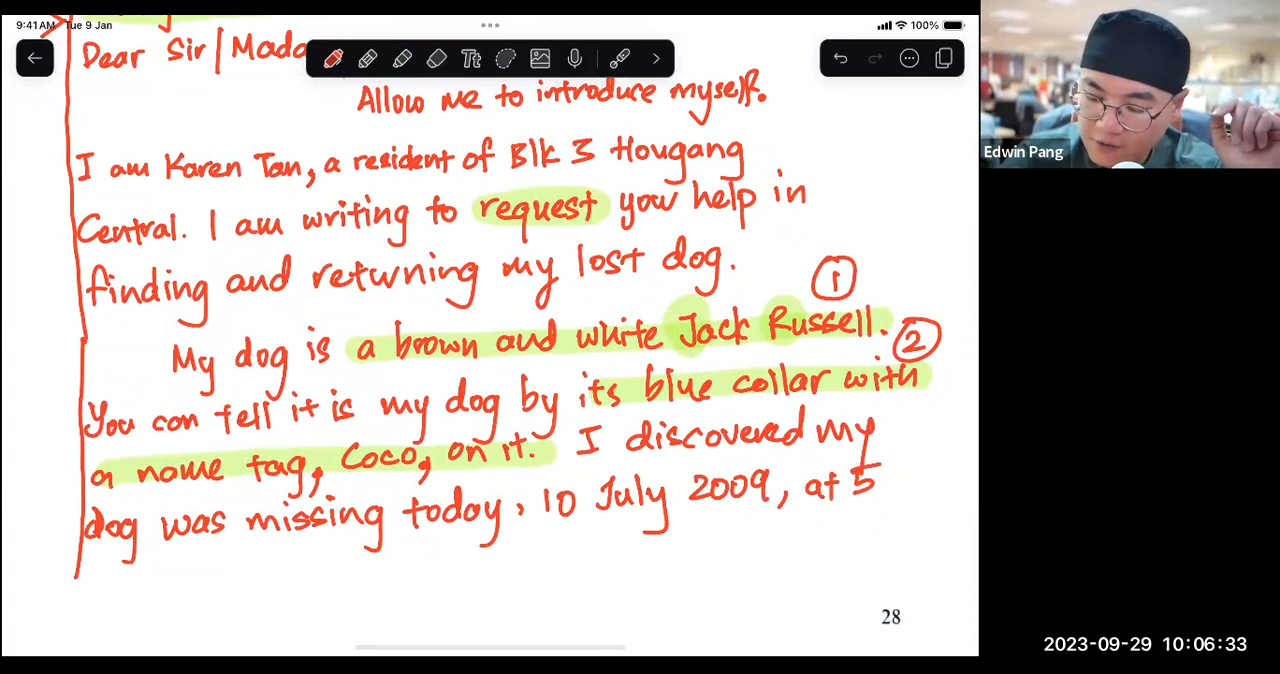 9:41 AM Tue 9 Jan
100%
Dear Sir/Mada
Tt
Allow me to introduce myself.
I am Karen Tan, a resident of Blk 3 Hougang
Central. I am writing to request your help in
finding and returning my lost dog.
1
My dog is a brown and white Jack Russell.
2
You can tell it is my dog by its blue collar with
a name tag, Coco, on it. I discovered my
dog was missing today, 10 July 2009, at 5
28
Edwin Pang
2023-09-29 10:06:33